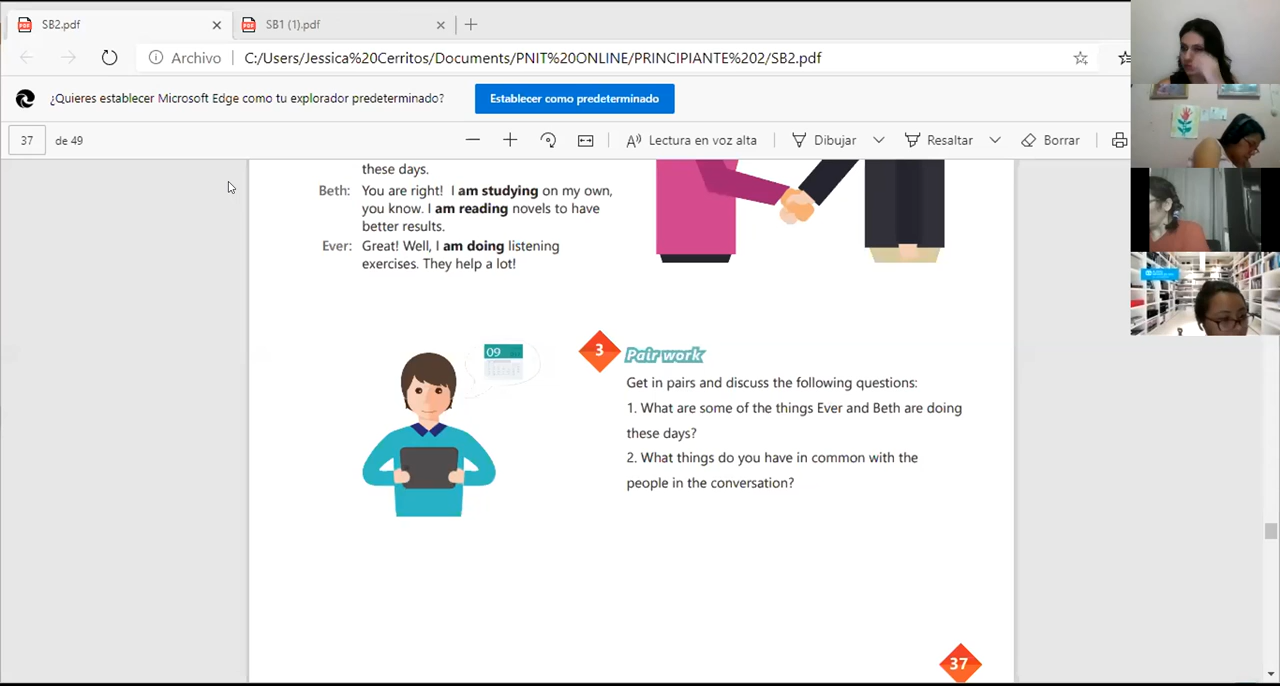 SB2.pdf
SB1 (1).pdf
Archivo
C:/Users/Jessica%20Cerritos/Documents/PNIT%20ONLINE/PRINCIPIANTE%202/SB2.pdf
¿Quieres establecer Microsoft Edge como tu explorador predeterminado?
Establecer como predeterminado
37 de 49
Lectura en voz alta
Dibujar
Resaltar
Borrar
these days.
Beth: You are right! I am studying on my own,
you know. I am reading novels to have
better results.
Ever: Great! Well, I am doing listening
exercises. They help a lot!
09
3 Pair work
Get in pairs and discuss the following questions:
1. What are some of the things Ever and Beth are doing
these days?
2. What things do you have in common with the
people in the conversation?
37